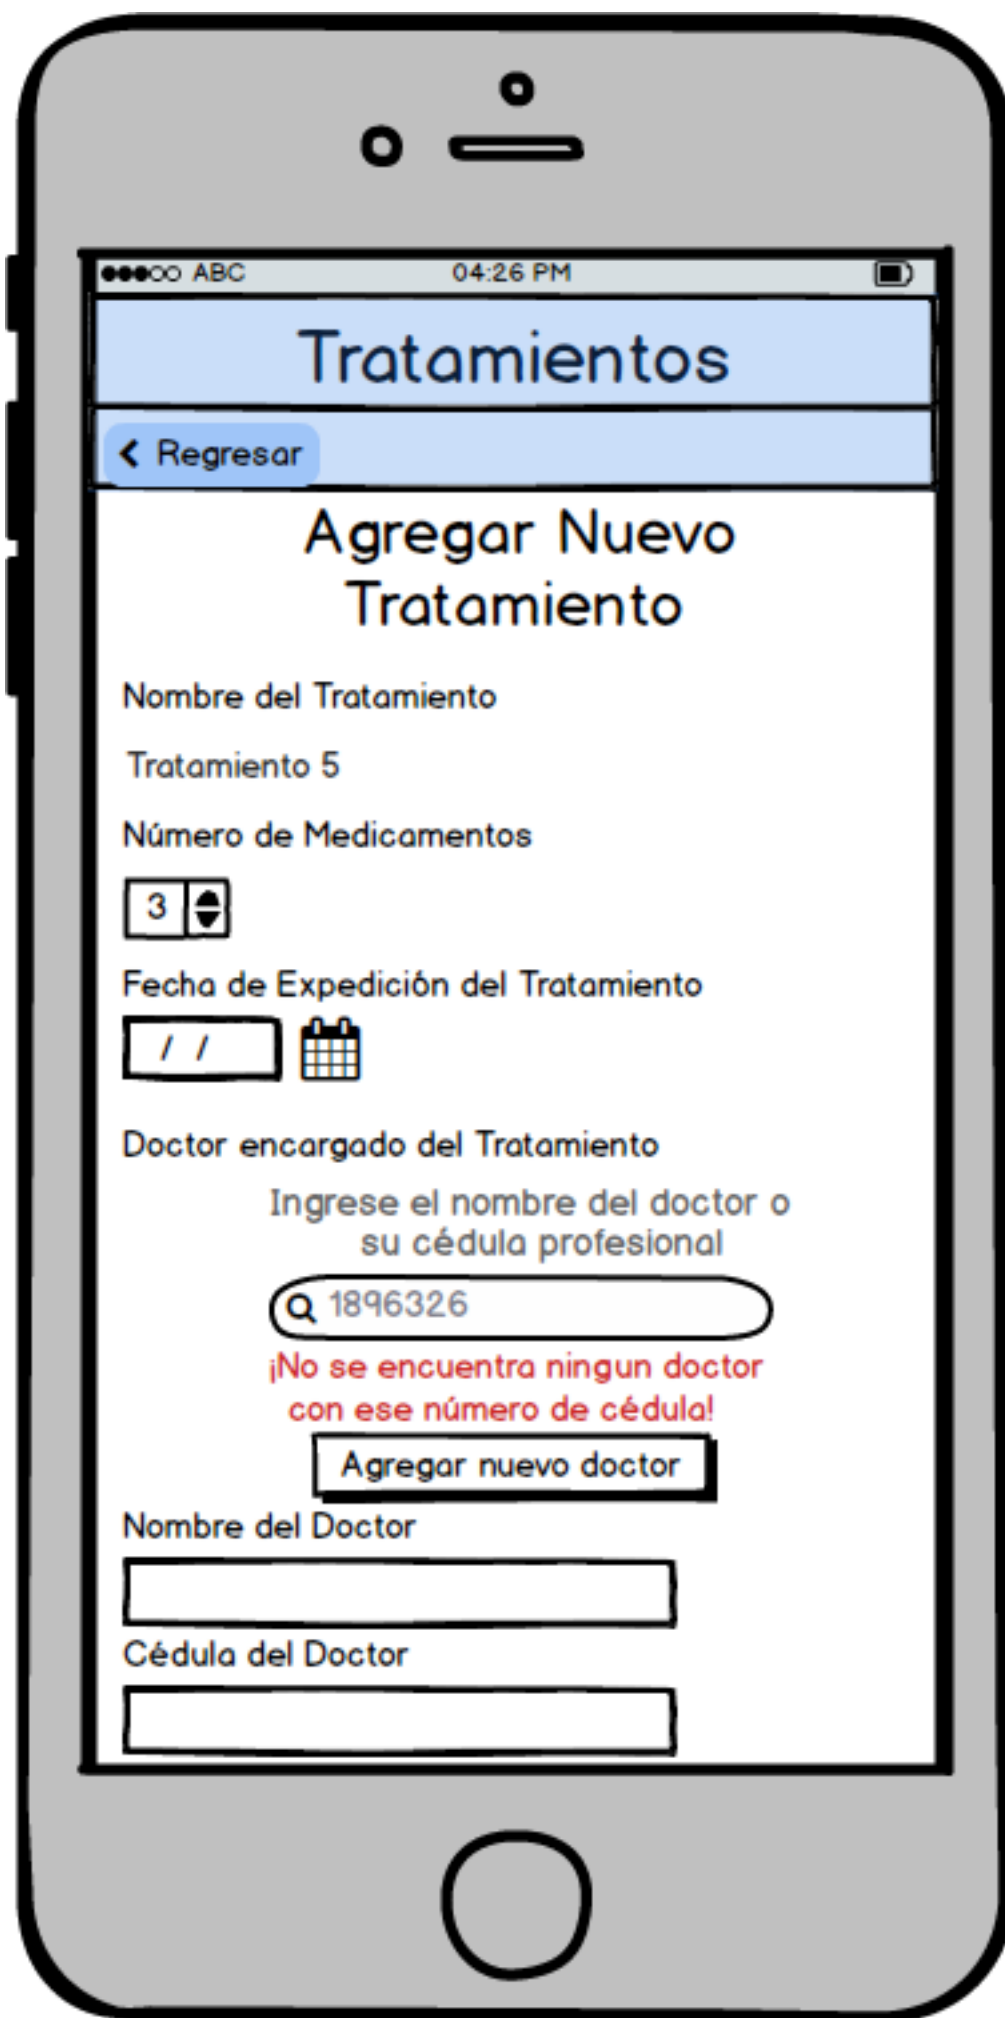 ABC 04:26 PM
Tratamientos
Regresar
Agregar Nuevo
Tratamiento
Nombre del Tratamiento
Tratamiento 5
Número de Medicamentos
3
Fecha de Expedición del Tratamiento
/ /
Doctor encargado del Tratamiento
Ingrese el nombre del doctor o
su cédula profesional
1896326
¡No se encuentra ningun doctor
con ese número de cédula!
Agregar nuevo doctor
Nombre del Doctor
Cédula del Doctor